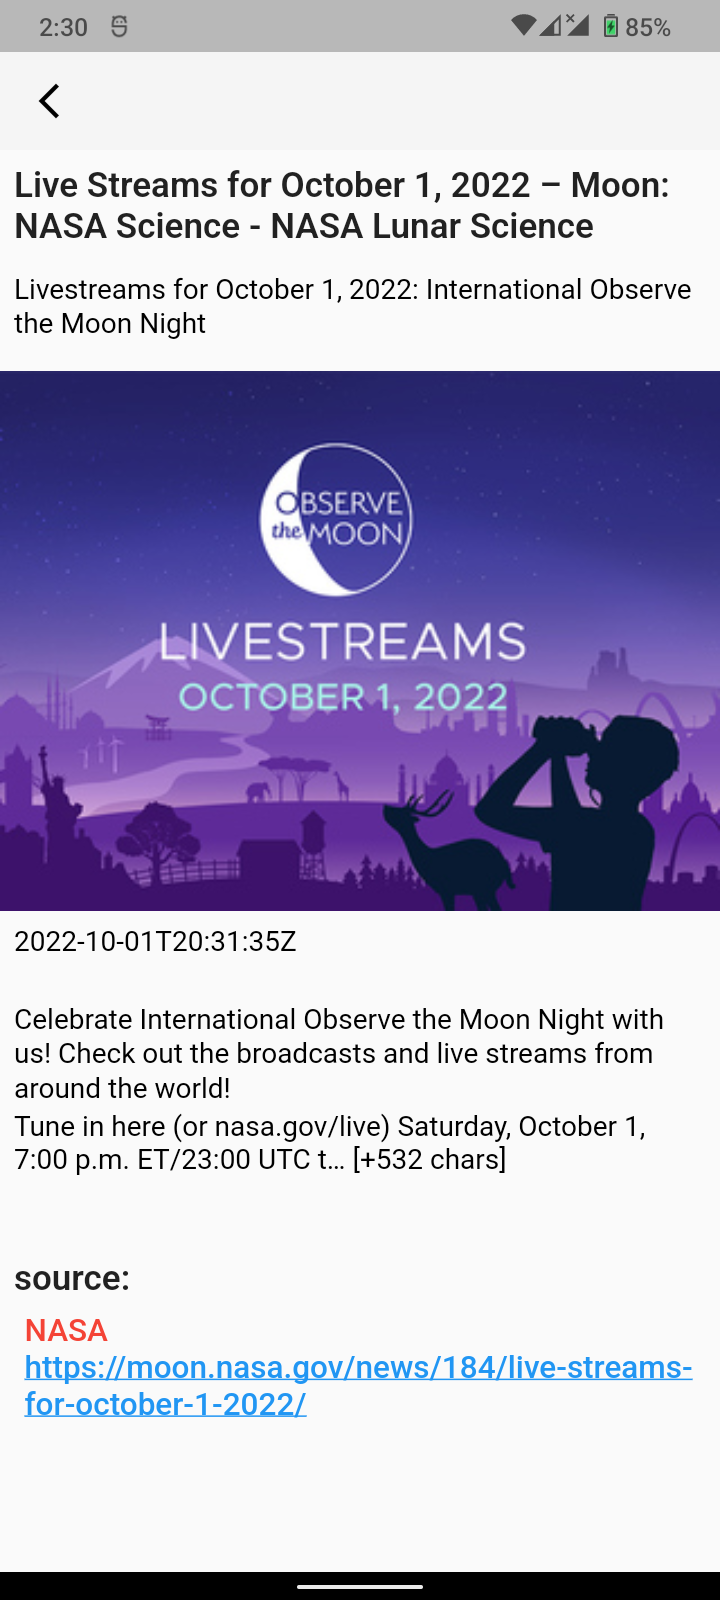 2:30
85%
Live Streams for October 1, 2022 – Moon:
NASA Science - NASA Lunar Science
Livestreams for October 1, 2022: International Observe
the Moon Night
OBSERVE
the MOON
LIVESTREAMS
OCTOBER 1, 2022
2022-10-01T20:31:35Z
Celebrate International Observe the Moon Night with
us! Check out the broadcasts and live streams from
around the world!
Tune in here (or nasa.gov/live) Saturday, October 1,
7:00 p.m. ET/23:00 UTC t… [+532 chars]
source:
NASA
https://moon.nasa.gov/news/184/live-streams-
for-october-1-2022/